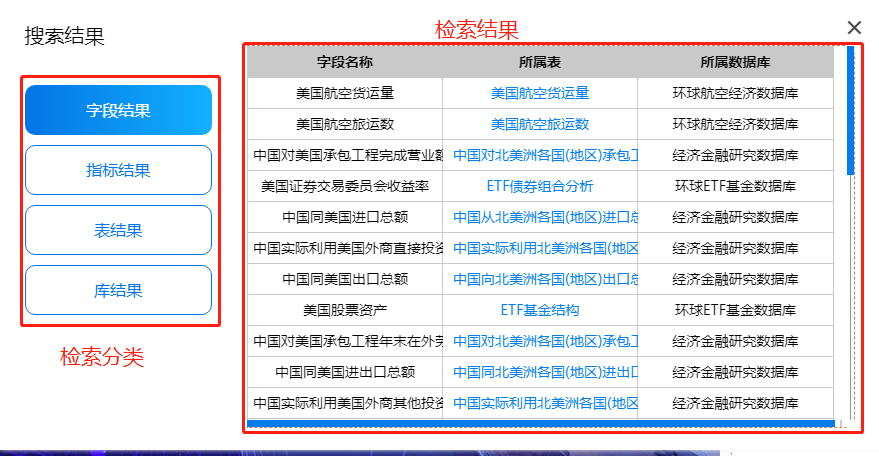 搜索结果
检索结果
字段结果
指标结果
表结果
库结果
检索分类
字段名称 所属表 所属数据库
美国航空货运量 美国航空货运量 环球航空经济数据库
美国航空旅运数 美国航空旅运数 环球航空经济数据库
中国对美国承包工程完成营业额 中国对北美洲各国(地区)承包工 经济金融研究数据库
美国证券交易委员会收益率 ETF债券组合分析 环球ETF基金数据库
中国同美国进口总额 中国从北美洲各国(地区)进口总 经济金融研究数据库
中国实际利用美国外商直接投资 中国实际利用北美洲各国(地区 经济金融研究数据库
中国同美国出口总额 中国向北美洲各国(地区)出口总 经济金融研究数据库
美国股票资产 ETF基金结构 环球ETF基金数据库
中国对美国承包工程年末在外劳 中国对北美洲各国(地区)承包工 经济金融研究数据库
中国同美国进出口总额 中国同北美洲各国(地区)进出口 经济金融研究数据库
中国实际利用美国外商其他投资 中国实际利用北美洲各国(地区 经济金融研究数据库